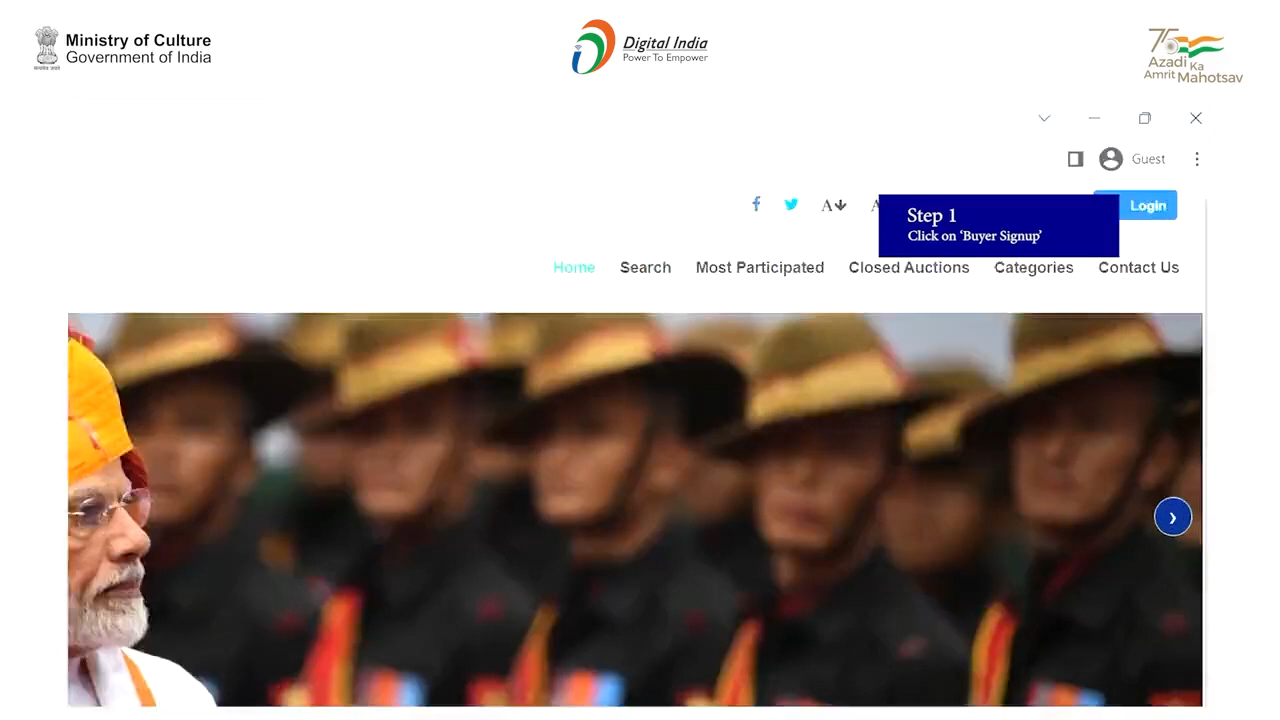 Ministry of Culture
Government of India
Digital India
Power To Empower
75
Azadi Ka
Amrit Mahotsav
Guest
A
Login
Step 1
Click on ‘Buyer Signup’
Home Search Most Participated Closed Auctions Categories Contact Us